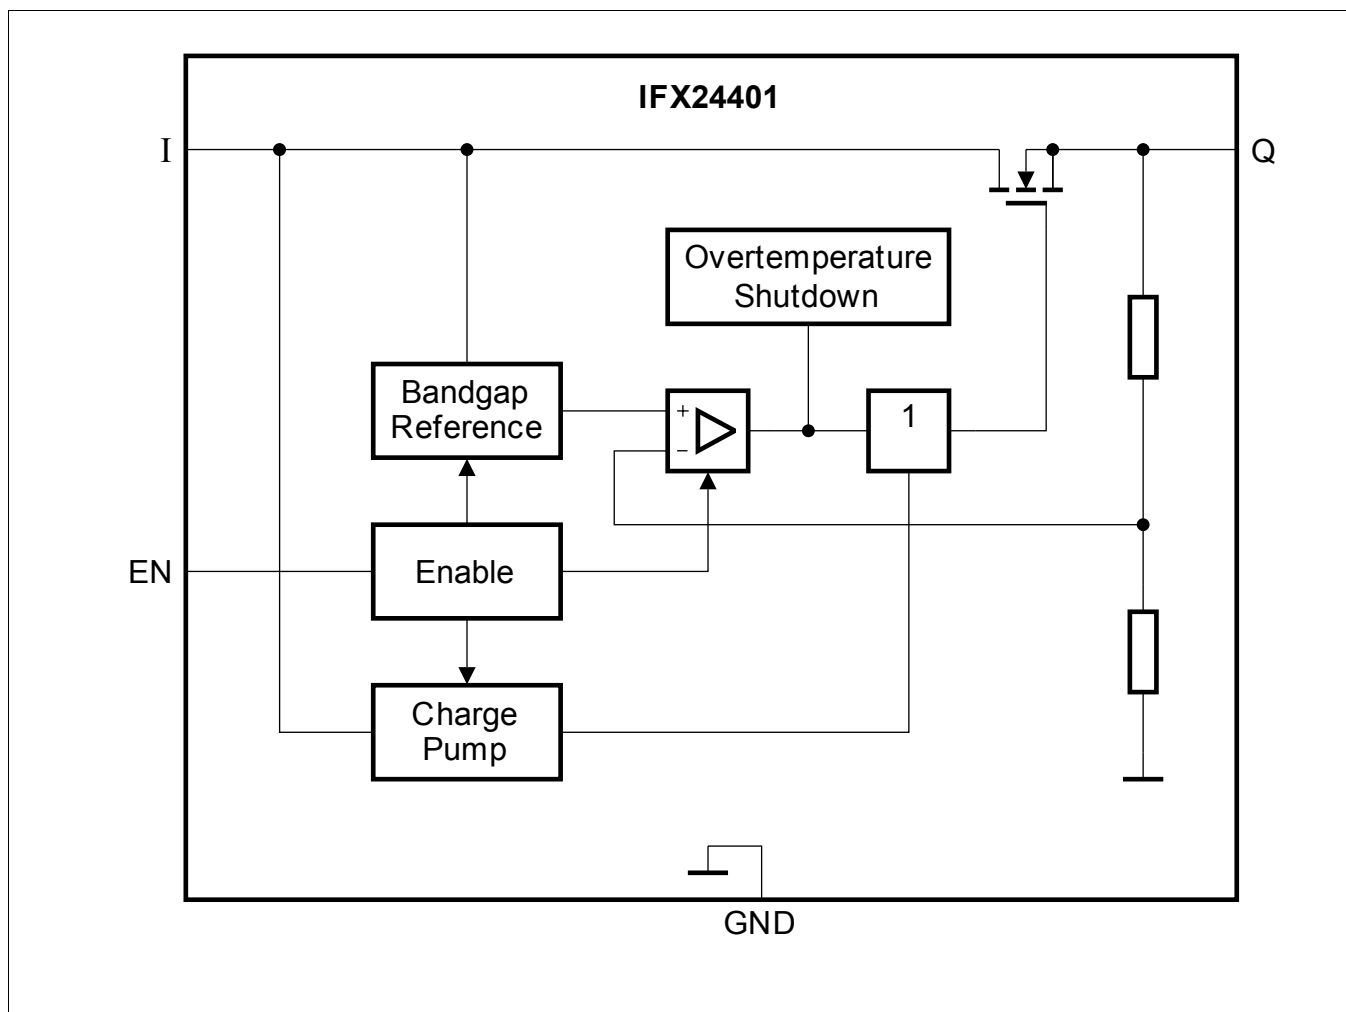 IFX24401
I
Q
Overtemperature
Shutdown
Bandgap
Reference
+
−
1
EN
Enable
Charge
Pump
GND